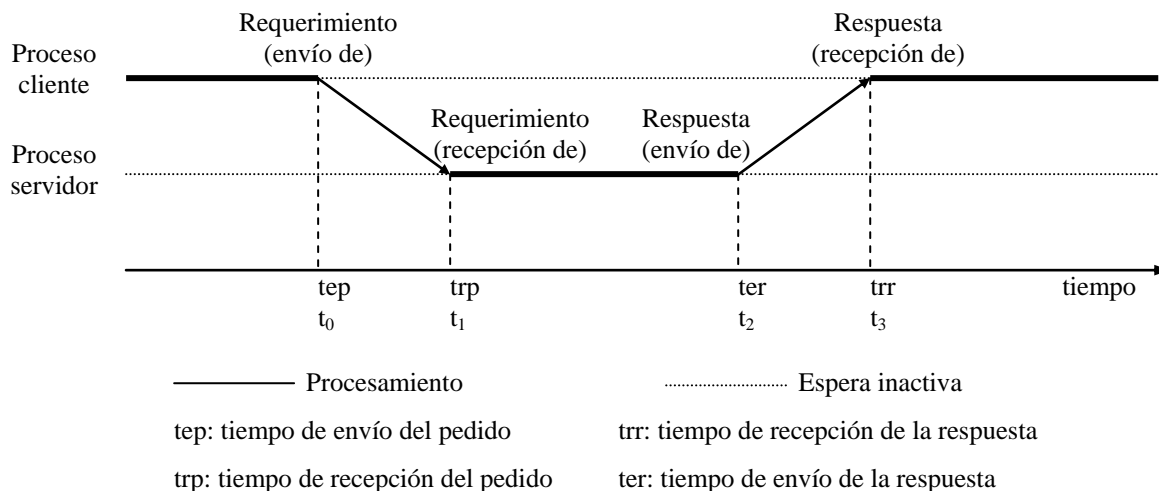 Requerimiento
(envío de)
Respuesta
(recepción de)
Proceso
cliente
Requerimiento
(recepción de)
Respuesta
(envío de)
Proceso
servidor
tep
trp
ter
trr
tiempo
t0
t1
t2
t3
Procesamiento
Espera inactiva
tep: tiempo de envío del pedido
trr: tiempo de recepción de la respuesta
trp: tiempo de recepción del pedido
ter: tiempo de envío de la respuesta